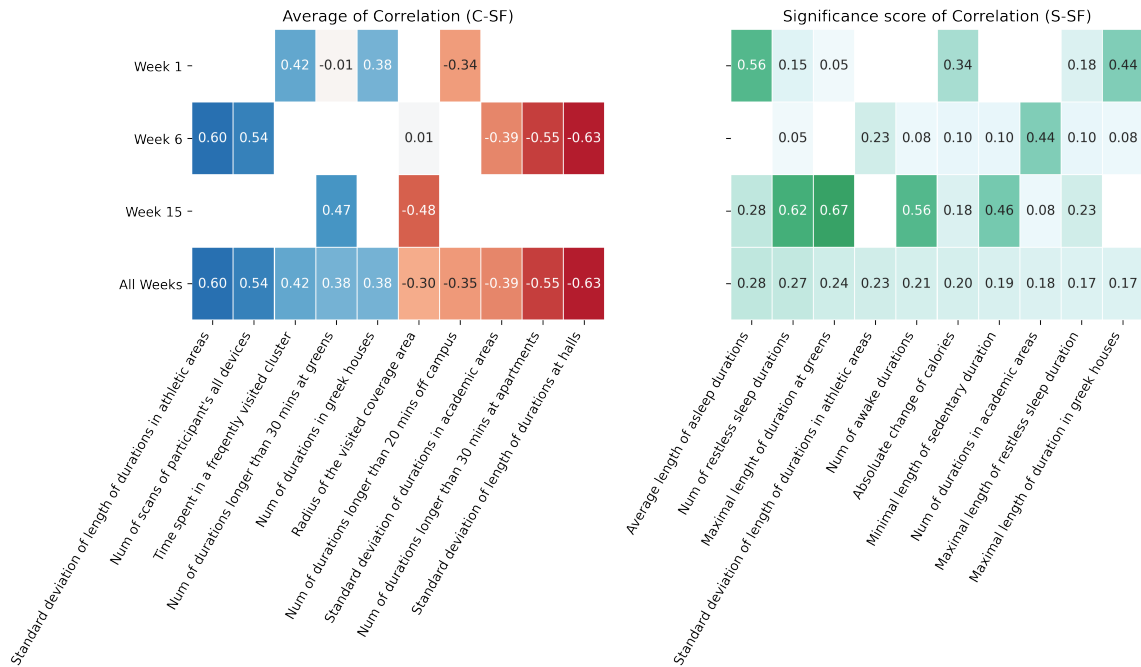 Average of Correlation (C-SF)
Week 1
0.42 -0.01 0.38 -0.34
Week 6
0.60 0.54 0.01 -0.39 -0.55 -0.63
Week 15
0.47 -0.48
All Weeks
0.60 0.54 0.42 0.38 0.38 -0.30 -0.35 -0.39 -0.55 -0.63
Standard deviation of length of durations in athletic areas
Num of scans of participant's all devices
Time spent in a freqently visited cluster
Num of durations longer than 30 mins at greens
Num of durations in greek houses
Radius of the visited coverage area
Num of durations longer than 20 mins off campus
Standard deviation of durations in academic areas
Num of durations longer than 30 mins at apartments
Standard deviation of length of durations at halls
Significance score of Correlation (S-SF)
0.56 0.15 0.05 0.34 0.18 0.44
0.05 0.23 0.08 0.10 0.10 0.44 0.10 0.08
0.28 0.62 0.67 0.56 0.18 0.46 0.08 0.23
0.28 0.27 0.24 0.23 0.21 0.20 0.19 0.18 0.17 0.17
Average length of asleep durations
Num of restless sleep durations
Maximal lenght of duration at greens
Standard deviation of length of durations in athletic areas
Num of awake durations
Absoluate change of calories
Minimal length of sedentary duration
Num of durations in academic areas
Maximal length of restless sleep duration
Maximal length of duration in greek houses